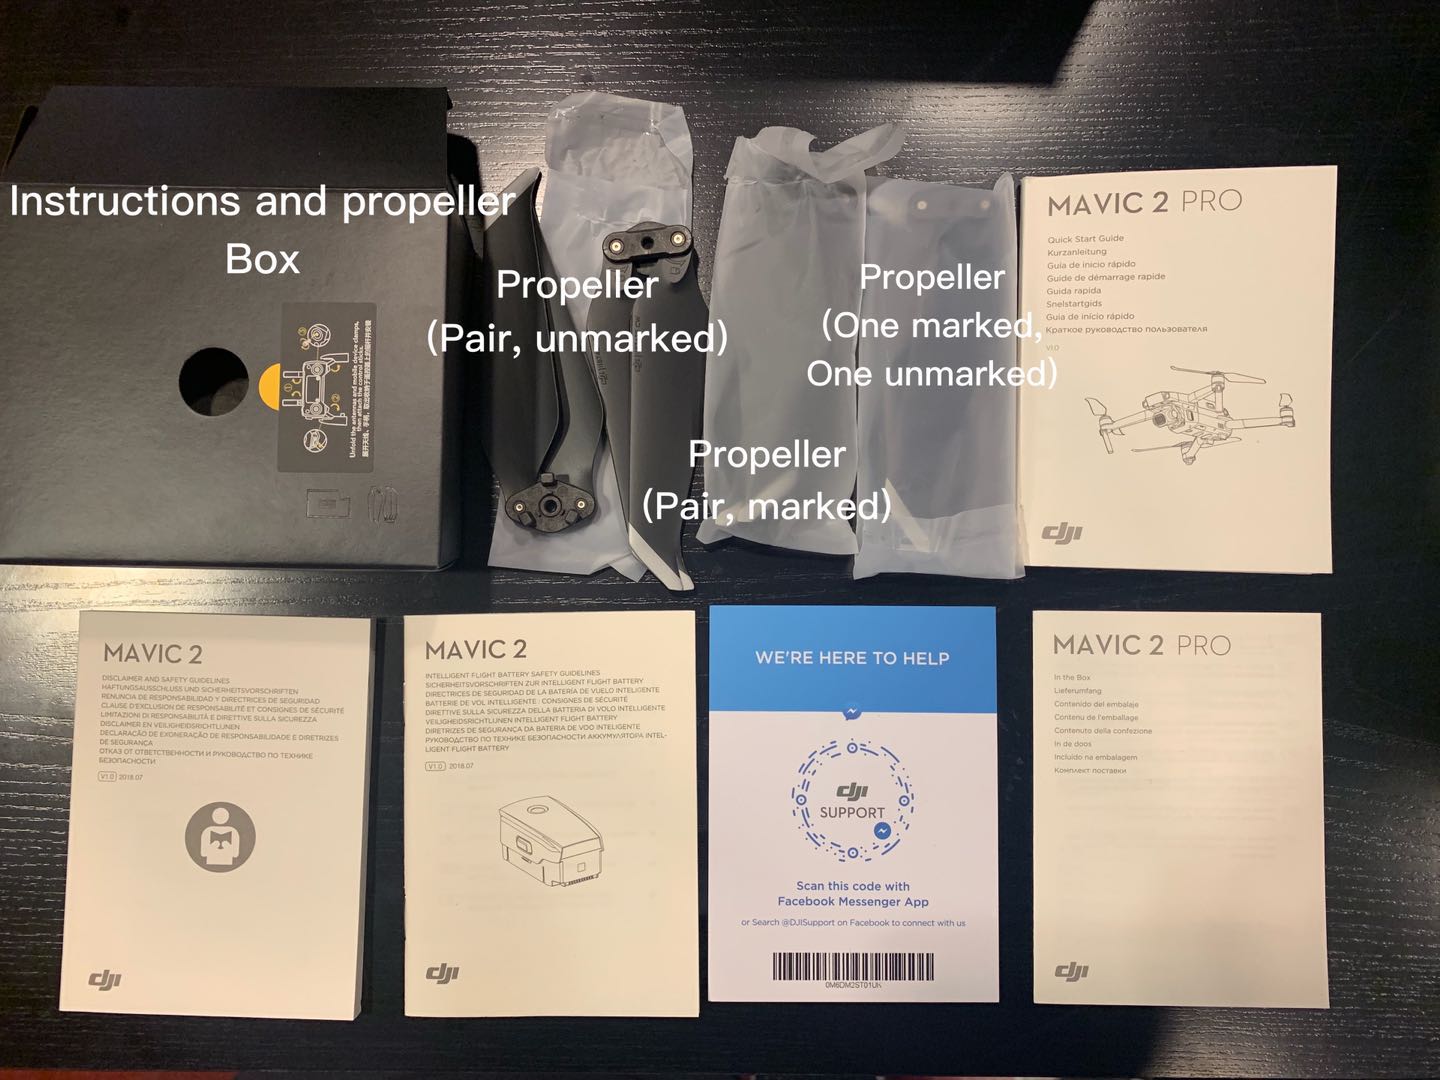 Instructions and propeller
Box
Propeller
(Pair, unmarked)
Propeller
(Pair, marked)
Propeller
(One marked,
One unmarked)
Unfold the antennas and mobile device clamps,
then attach the control sticks.
MAVIC 2 PRO
Quick Start Guide
Kurzanleitung
Guía de inicio rápido
Guide de démarrage rapide
Guida rapida
Snelstartgids
Guia de início rápido
Краткое руководство пользователя
V1.0
dji
MAVIC 2
DISCLAIMER AND SAFETY GUIDELINES
HAFTUNGSAUSSCHLUSS UND SICHERHEITSVORSCHRIFTEN
RENUNCIA DE RESPONSABILIDAD Y DIRECTRICES DE SEGURIDAD
CLAUSE D'EXCLUSION DE RESPONSABILITÉ ET CONSIGNES DE SÉCURITÉ
LIMITAZIONI DI RESPONSABILITÀ E DIRETTIVE SULLA SICUREZZA
DISCLAIMER EN VEILIGHEIDSRICHTLIJNEN
DECLARAÇÃO DE EXONERAÇÃO DE RESPONSABILIDADE E DIRETRIZES
DE SEGURANÇA
ОТКАЗ ОТ ОТВЕТСТВЕННОСТИ И РУКОВОДСТВО ПО ТЕХНИКЕ
БЕЗОПАСНОСТИ
V1.0 2018.07
dji
MAVIC 2
INTELLIGENT FLIGHT BATTERY SAFETY GUIDELINES
SICHERHEITSVORSCHRIFTEN ZUR INTELLIGENT FLIGHT BATTERY
DIRECTRICES DE SEGURIDAD DE LA BATERÍA DE VUELO INTELIGENTE
BATTERIE DE VOL INTELLIGENTE : CONSIGNES DE SÉCURITÉ
DIRETTIVE SULLA SICUREZZA DELLA BATTERIA DI VOLO INTELLIGENTE
VEILIGHEIDSRICHTLIJNEN INTELLIGENT FLIGHT BATTERY
DIRETRIZES DE SEGURANÇA DA BATERIA DE VOO INTELIGENTE
РУКОВОДСТВО ПО ТЕХНИКЕ БЕЗОПАСНОСТИ АККУМУЛЯТОРА INTEL-
LIGENT FLIGHT BATTERY
V1.0 2018.07
dji
WE'RE HERE TO HELP
dji
SUPPORT
Scan this code with
Facebook Messenger App
or Search @DJISupport on Facebook to connect with us
0M6DM2ST01UK
MAVIC 2 PRO
In the Box
Lieferumfang
Contenido del embalaje
Contenu de l'emballage
Contenuto della confezione
In de doos
Incluído na embalagem
Комплект поставки
dji